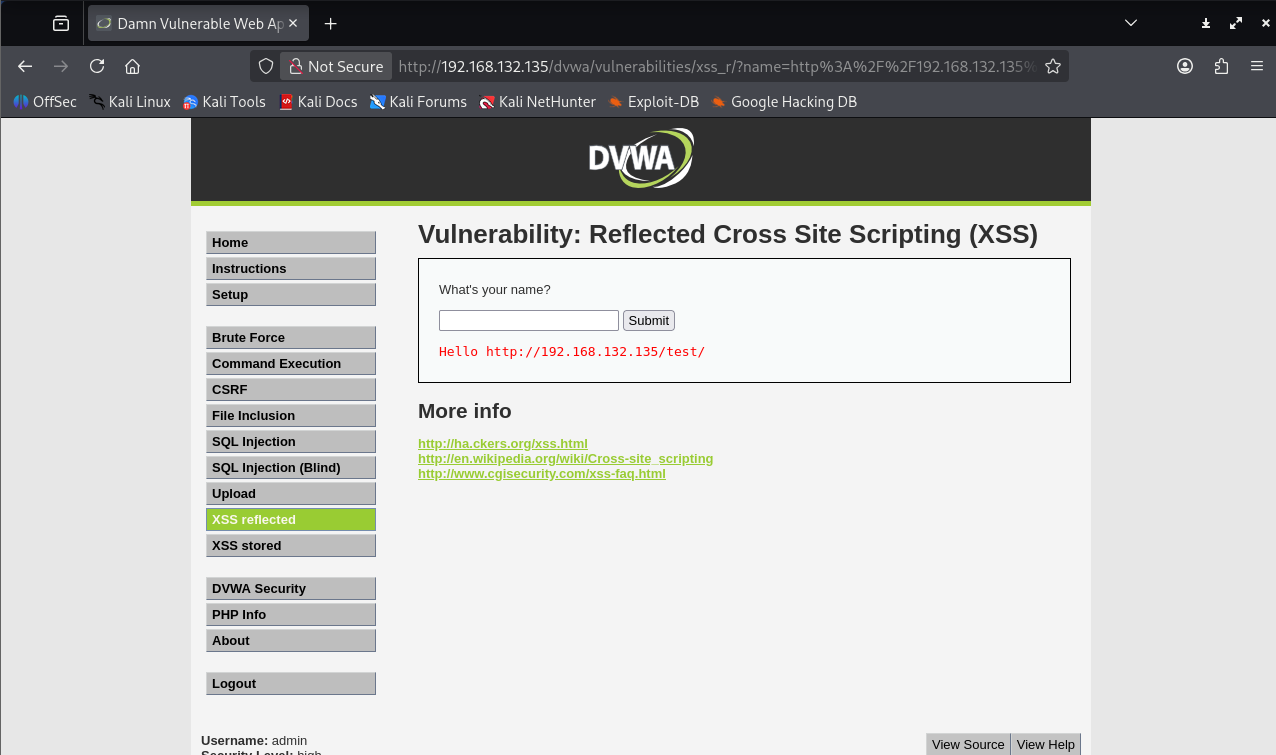 Damn Vulnerable Web Ap
Not Secure http://192.168.132.135/dvwa/vulnerabilities/xss_r/?name=http%3A%2F%2F192.168.132.135%
OffSec Kali Linux Kali Tools Kali Docs Kali Forums Kali NetHunter Exploit-DB Google Hacking DB
DVWA
Home
Instructions
Setup
Brute Force
Command Execution
CSRF
File Inclusion
SQL Injection
SQL Injection (Blind)
Upload
XSS reflected
XSS stored
DVWA Security
PHP Info
About
Logout
Vulnerability: Reflected Cross Site Scripting (XSS)
What's your name?
Submit
Hello http://192.168.132.135/test/
More info
http://ha.ckers.org/xss.html
http://en.wikipedia.org/wiki/Cross-site_scripting
http://www.cgisecurity.com/xss-faq.html
Username: admin
Security Level: high
View Source View Help